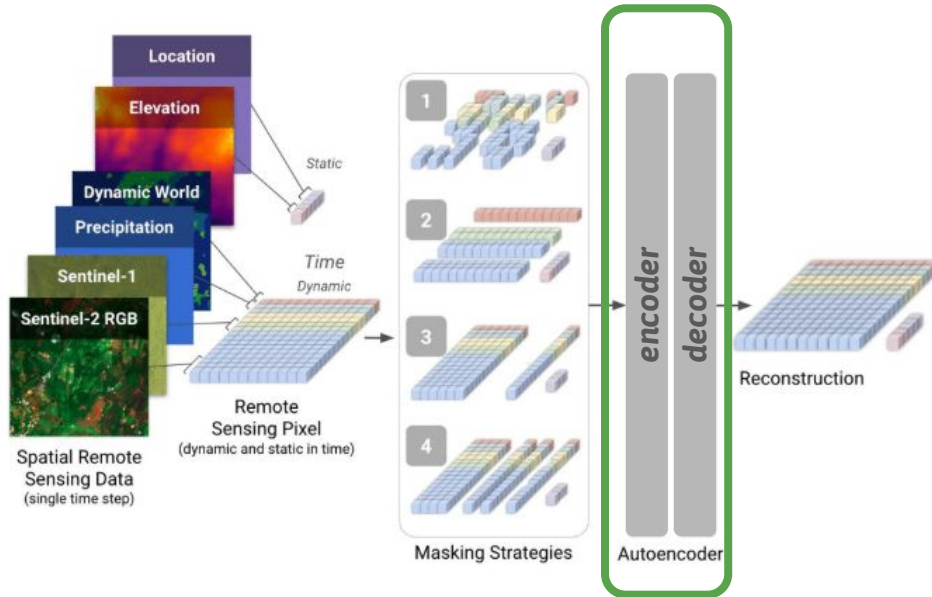 Location
Elevation
Dynamic World
Precipitation
Sentinel-1
Sentinel-2 RGB
Spatial Remote
Sensing Data
(single time step)
Static
Time
Dynamic
Remote
Sensing Pixel
(dynamic and static in time)
1
2
3
4
Masking Strategies
encoder
decoder
Autoencoder
Reconstruction